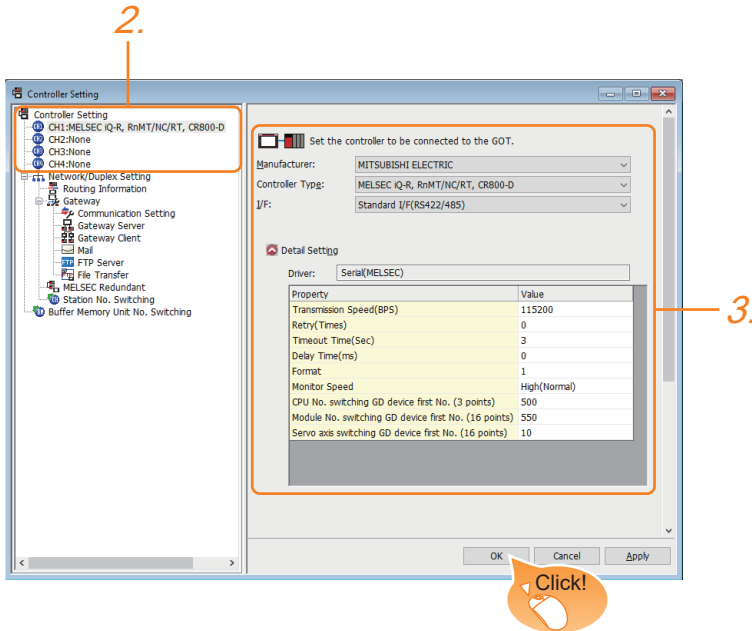 2.
Controller Setting
Controller Setting
CH1:MELSEC iQ-R, RnMT/NC/RT, CR800-D
CH2:None
CH3:None
CH4:None
Network/Duplex Setting
Routing Information
Gateway
Communication Setting
Gateway Server
Gateway Client
Mail
FTP Server
File Transfer
MELSEC Redundant
Station No. Switching
Buffer Memory Unit No. Switching
Set the controller to be connected to the GOT.
Manufacturer: MITSUBISHI ELECTRIC
Controller Type: MELSEC iQ-R, RnMT/NC/RT, CR800-D
I/F: Standard I/F(RS422/485)
Detail Setting
Driver: Serial(MELSEC)
Property Value
Transmission Speed(BPS) 115200
Retry(Times) 0
Timeout Time(Sec) 3
Delay Time(ms) 0
Format 1
Monitor Speed High(Normal)
CPU No. switching GD device first No. (3 points) 500
Module No. switching GD device first No. (16 points) 550
Servo axis switching GD device first No. (16 points) 10
3.
OK Cancel Apply
Click!